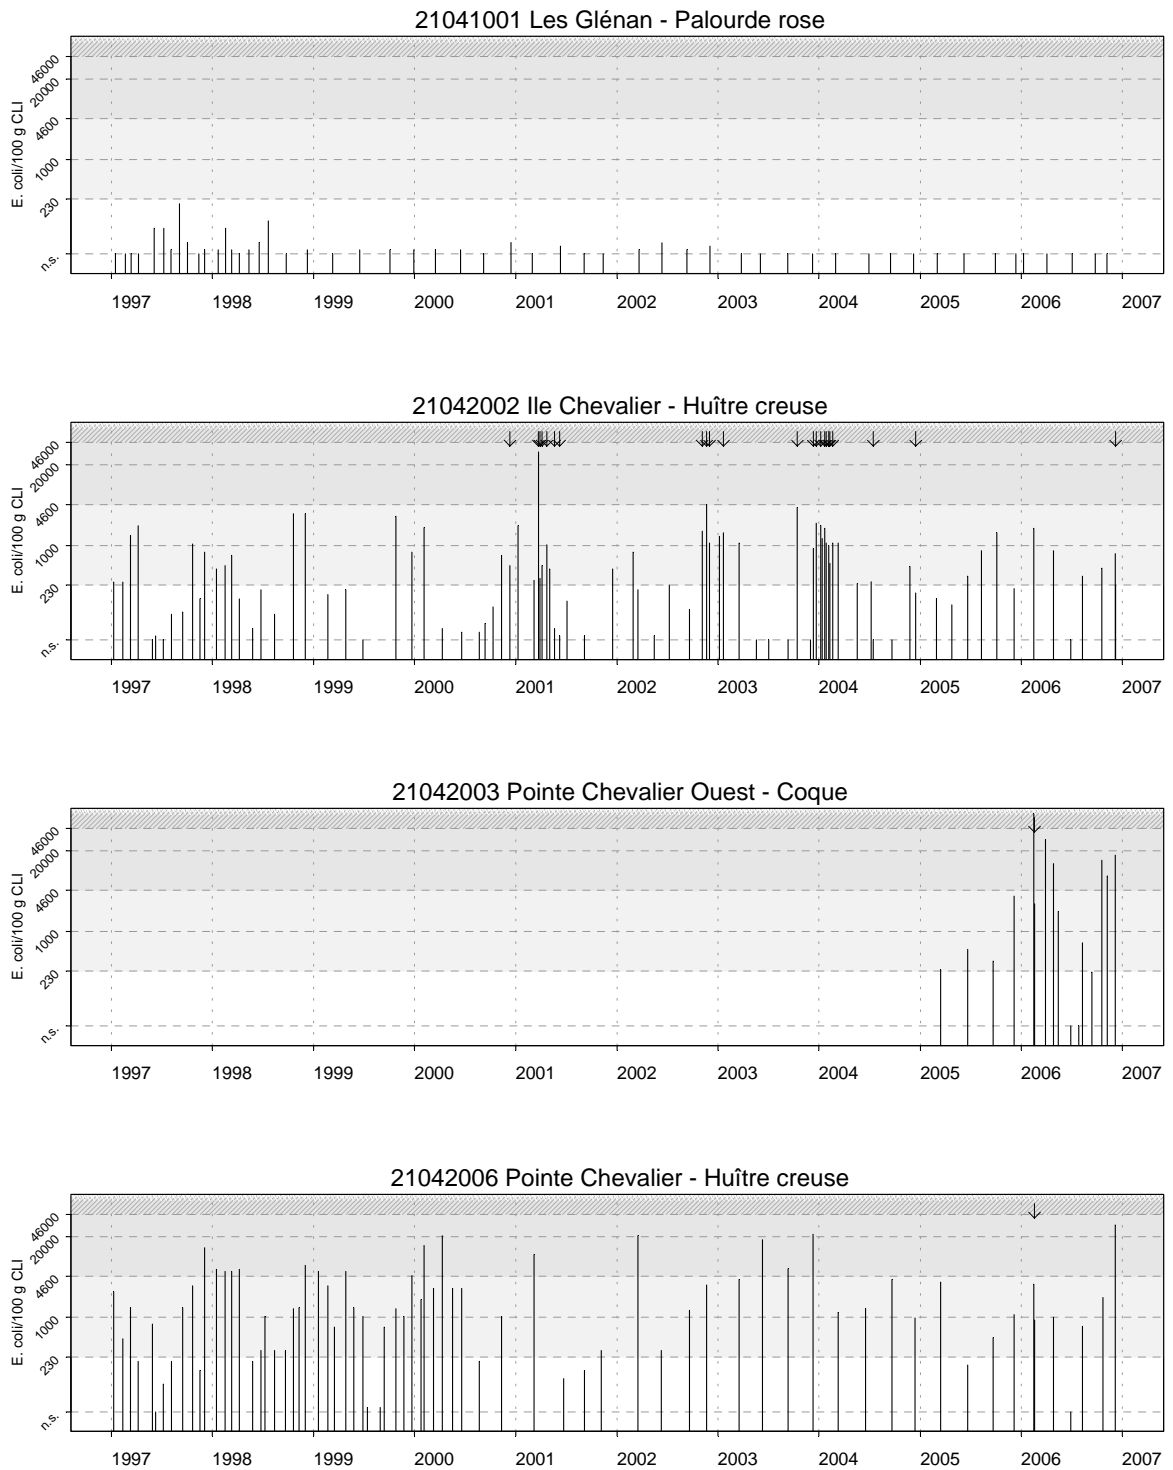 21041001 Les Glénan - Palourde rose
46000
20000
4600
1000
230
n.s.
E. coli/100 g CLI
1997 1998 1999 2000 2001 2002 2003 2004 2005 2006 2007
21042002 Ile Chevalier - Huître creuse
46000
20000
4600
1000
230
n.s.
E. coli/100 g CLI
1997 1998 1999 2000 2001 2002 2003 2004 2005 2006 2007
21042003 Pointe Chevalier Ouest - Coque
46000
20000
4600
1000
230
n.s.
E. coli/100 g CLI
1997 1998 1999 2000 2001 2002 2003 2004 2005 2006 2007
21042006 Pointe Chevalier - Huître creuse
46000
20000
4600
1000
230
n.s.
E. coli/100 g CLI
1997 1998 1999 2000 2001 2002 2003 2004 2005 2006 2007